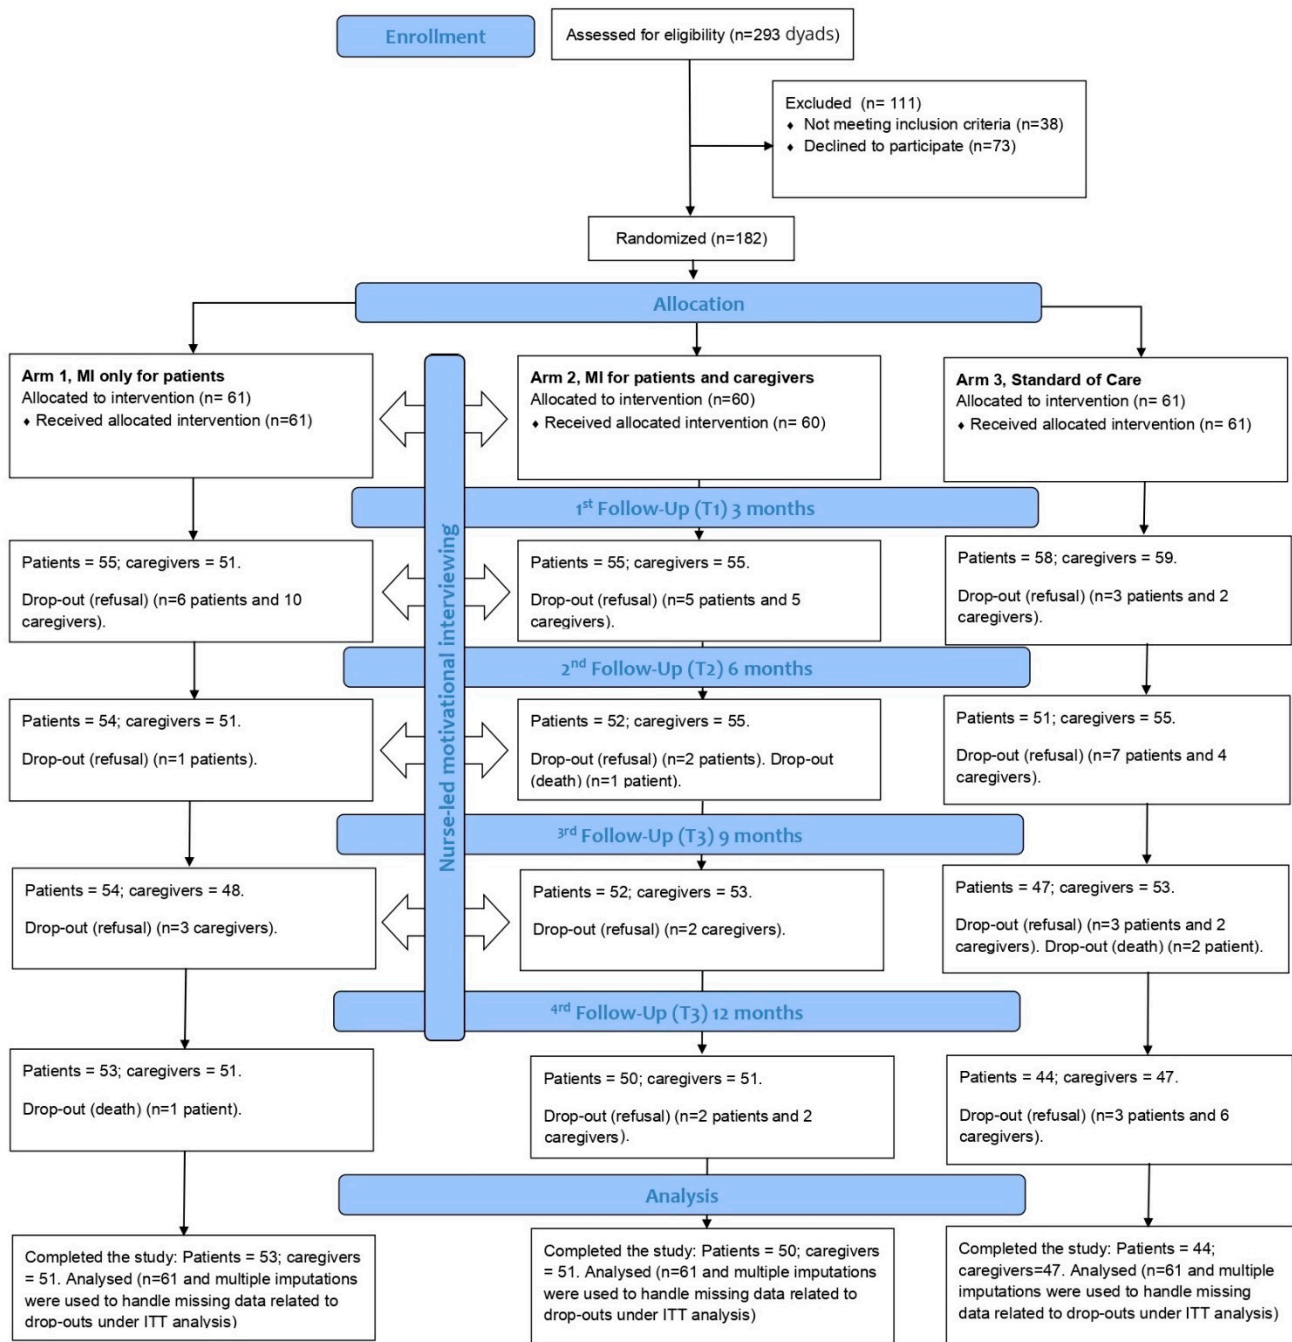 Enrollment
Assessed for eligibility (n=293 dyads)
Excluded (n= 111)
♦ Not meeting inclusion criteria (n=38)
♦ Declined to participate (n=73)
Randomized (n=182)
Allocation
Arm 1, MI only for patients
Allocated to intervention (n= 61)
♦ Received allocated intervention (n=61)
Arm 2, MI for patients and caregivers
Allocated to intervention (n=60)
♦ Received allocated intervention (n= 60)
Arm 3, Standard of Care
Allocated to intervention (n= 61)
♦ Received allocated intervention (n= 61)
Nurse-led motivational interviewing
1st Follow-Up (T1) 3 months
Patients = 55; caregivers = 51.
Drop-out (refusal) (n=6 patients and 10
caregivers).
Patients = 55; caregivers = 55.
Drop-out (refusal) (n=5 patients and 5
caregivers).
Patients = 58; caregivers = 59.
Drop-out (refusal) (n=3 patients and 2
caregivers).
2nd Follow-Up (T2) 6 months
Patients = 54; caregivers = 51.
Drop-out (refusal) (n=1 patients).
Patients = 52; caregivers = 55.
Drop-out (refusal) (n=2 patients). Drop-out
(death) (n=1 patient).
Patients = 51; caregivers = 55.
Drop-out (refusal) (n=7 patients and 4
caregivers).
3rd Follow-Up (T3) 9 months
Patients = 54; caregivers = 48.
Drop-out (refusal) (n=3 caregivers).
Patients = 52; caregivers = 53.
Drop-out (refusal) (n=2 caregivers).
Patients = 47; caregivers = 53.
Drop-out (refusal) (n=3 patients and 2
caregivers). Drop-out (death) (n=2 patient).
4rd Follow-Up (T3) 12 months
Patients = 53; caregivers = 51.
Drop-out (death) (n=1 patient).
Patients = 50; caregivers = 51.
Drop-out (refusal) (n=2 patients and 2
caregivers).
Patients = 44; caregivers = 47.
Drop-out (refusal) (n=3 patients and 6
caregivers).
Analysis
Completed the study: Patients = 53; caregivers
= 51. Analysed (n=61 and multiple imputations
were used to handle missing data related to
drop-outs under ITT analysis)
Completed the study: Patients = 50; caregivers
= 51. Analysed (n=61 and multiple imputations
were used to handle missing data related to
drop-outs under ITT analysis)
Completed the study: Patients = 44;
caregivers=47. Analysed (n=61 and multiple
imputations were used to handle missing
data related to drop-outs under ITT analysis)